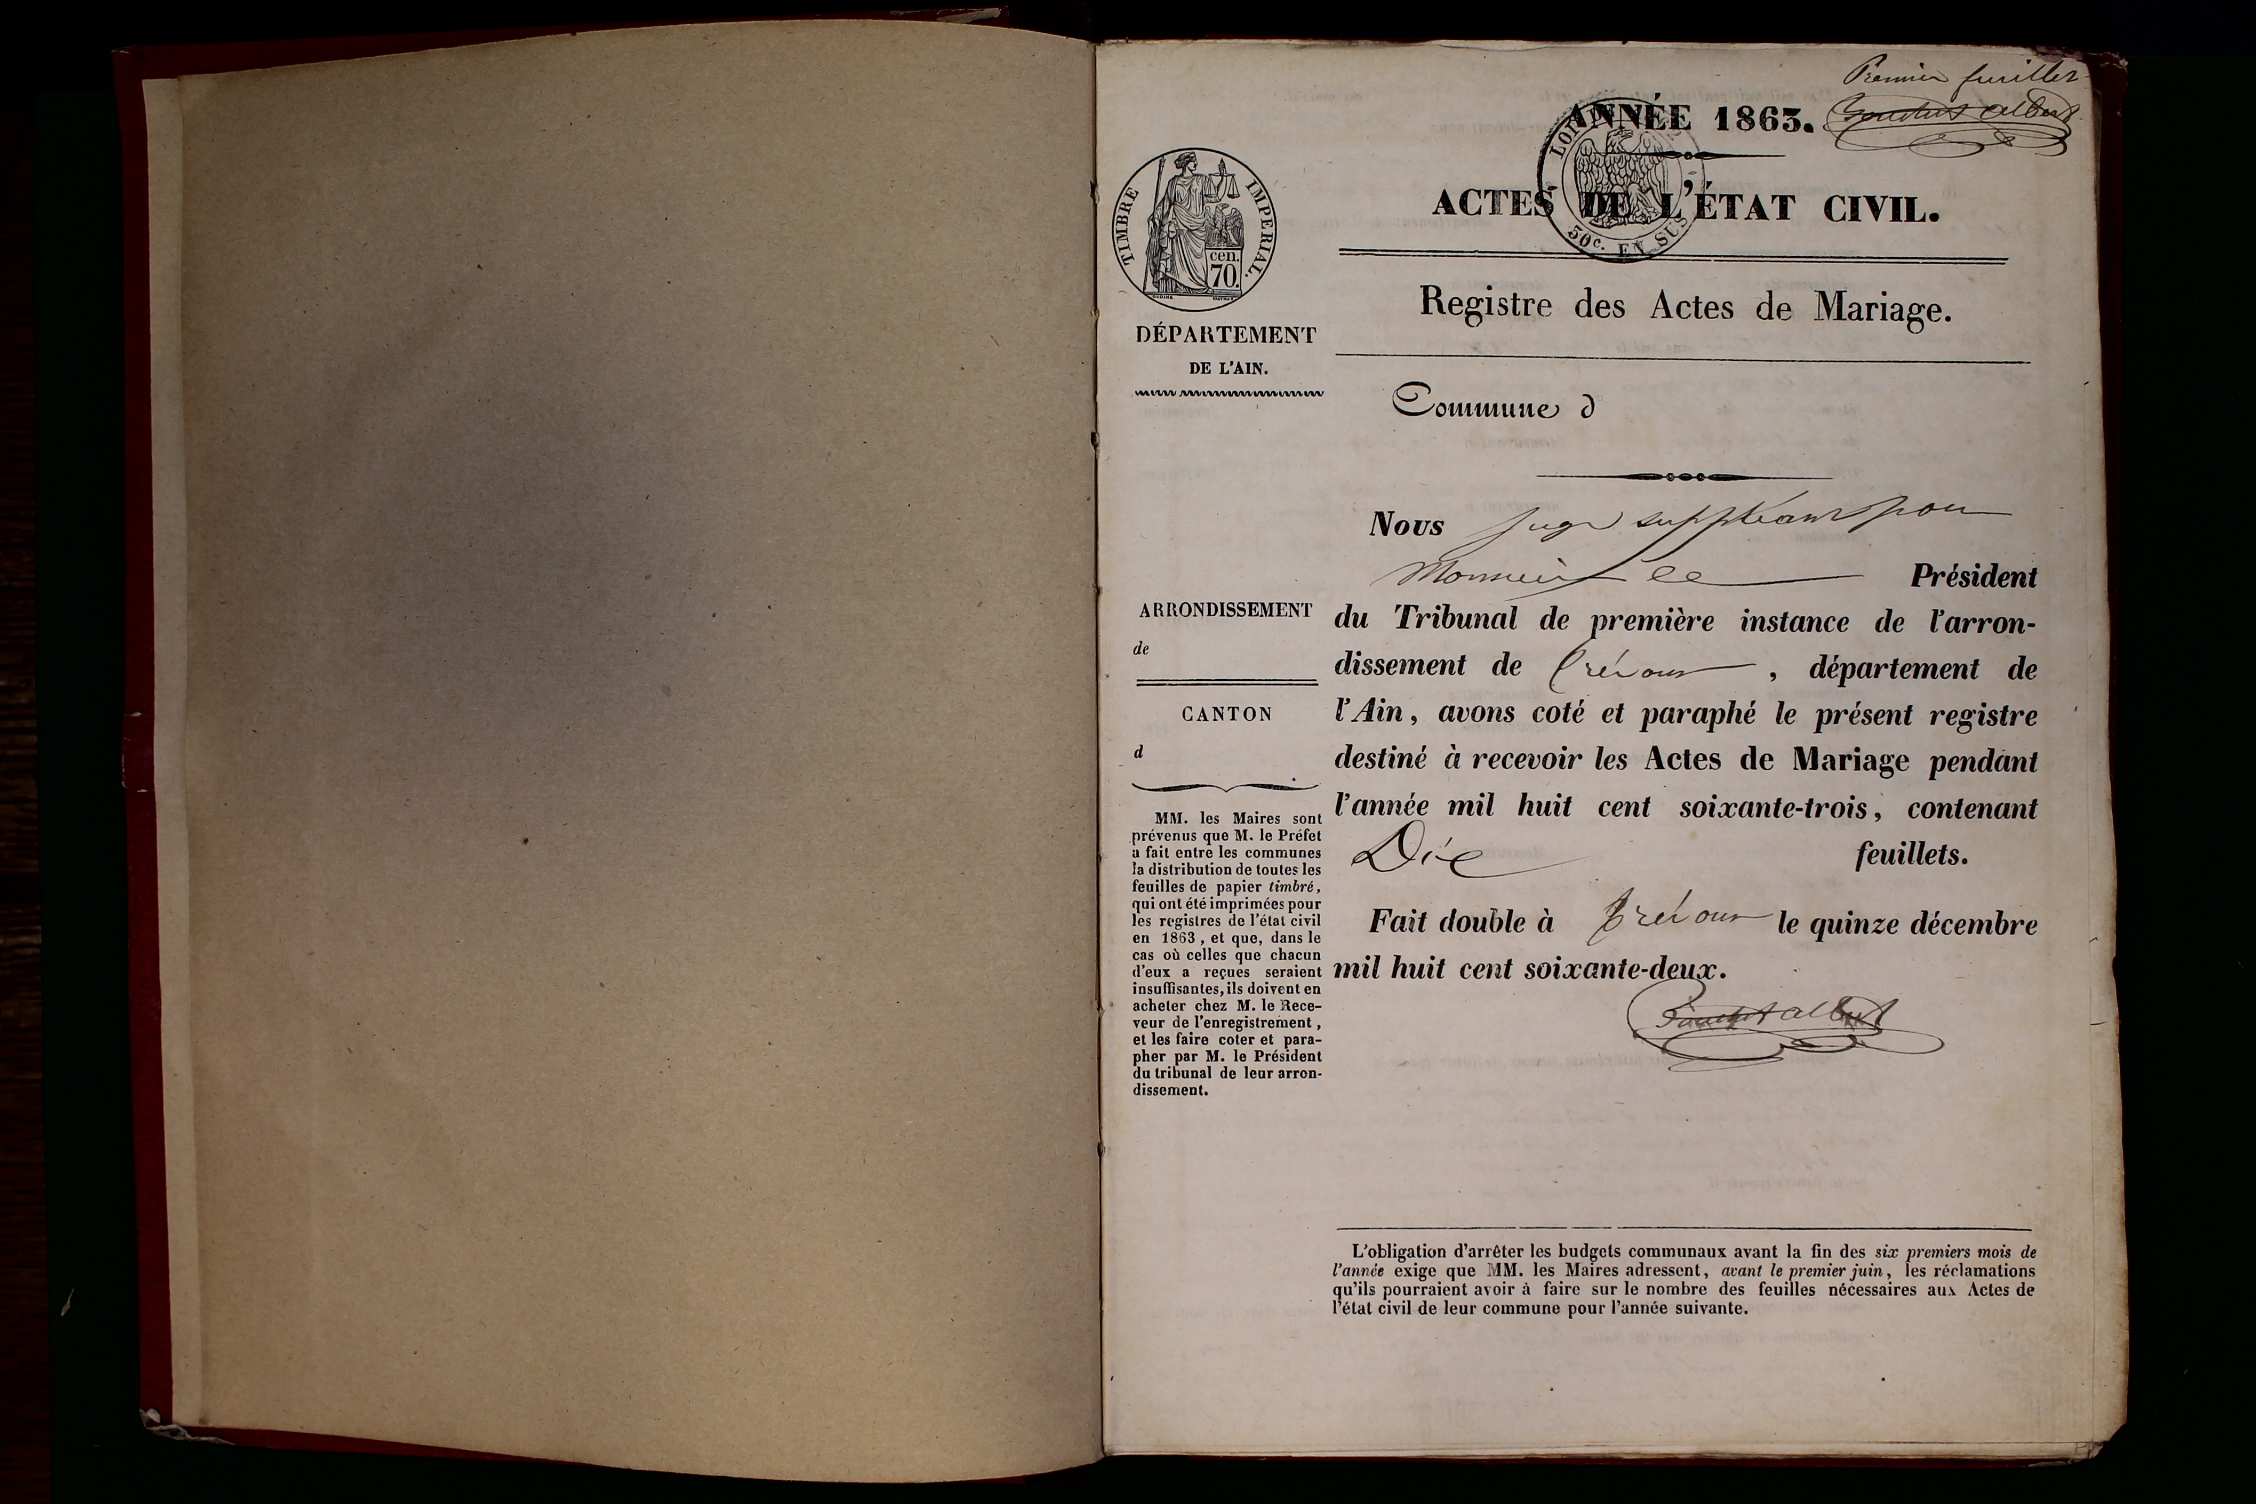 Premier feuillet
ANNÉE 1863.
ACTES DE L'ÉTAT CIVIL.
50c. EN SUS
TIMBRE IMPERIAL.
cen.
70.
Registre des Actes de Mariage.
DÉPARTEMENT
DE L'AIN.
Commune d
Nous juge suppléant pour
Monsieur le Président
ARRONDISSEMENT
de
CANTON
d
du Tribunal de première instance de l'arron-
dissement de Trévoux, département de
l'Ain, avons coté et paraphé le présent registre
destiné à recevoir les Actes de Mariage pendant
l'année mil huit cent soixante-trois, contenant
Dix feuillets.
Fait double à Trévoux le quinze décembre
mil huit cent soixante-deux.
MM. les Maires sont
prévenus que M. le Préfet
a fait entre les communes
la distribution de toutes les
feuilles de papier timbré,
qui ont été imprimées pour
les registres de l'état civil
en 1863, et que, dans le
cas où celles que chacun
d'eux a reçues seraient
insuffisantes, ils doivent en
acheter chez M. le Rece-
veur de l'enregistrement,
et les faire coter et para-
pher par M. le Président
du tribunal de leur arron-
dissement.
L'obligation d'arrêter les budgets communaux avant la fin des six premiers mois de
l'année exige que MM. les Maires adressent, avant le premier juin, les réclamations
qu'ils pourraient avoir à faire sur le nombre des feuilles nécessaires aux Actes de
l'état civil de leur commune pour l'année suivante.